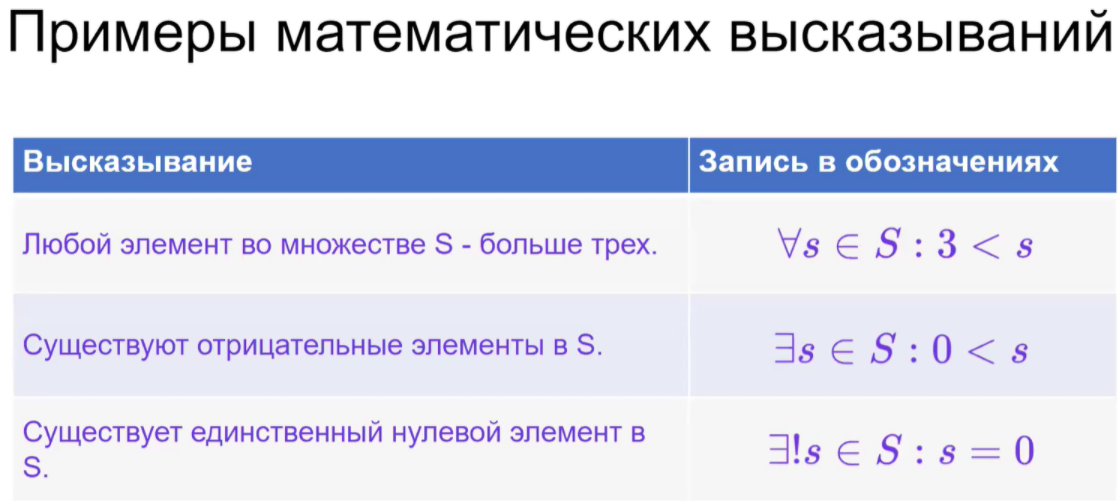 Примеры математических высказываний
Высказывание Запись в обозначениях
Любой элемент во множестве S - больше трех. ∀s ∈ S : 3 < s
Существуют отрицательные элементы в S. ∃s ∈ S : 0 < s
Существует единственный нулевой элемент в
S.
∃!s ∈ S : s = 0